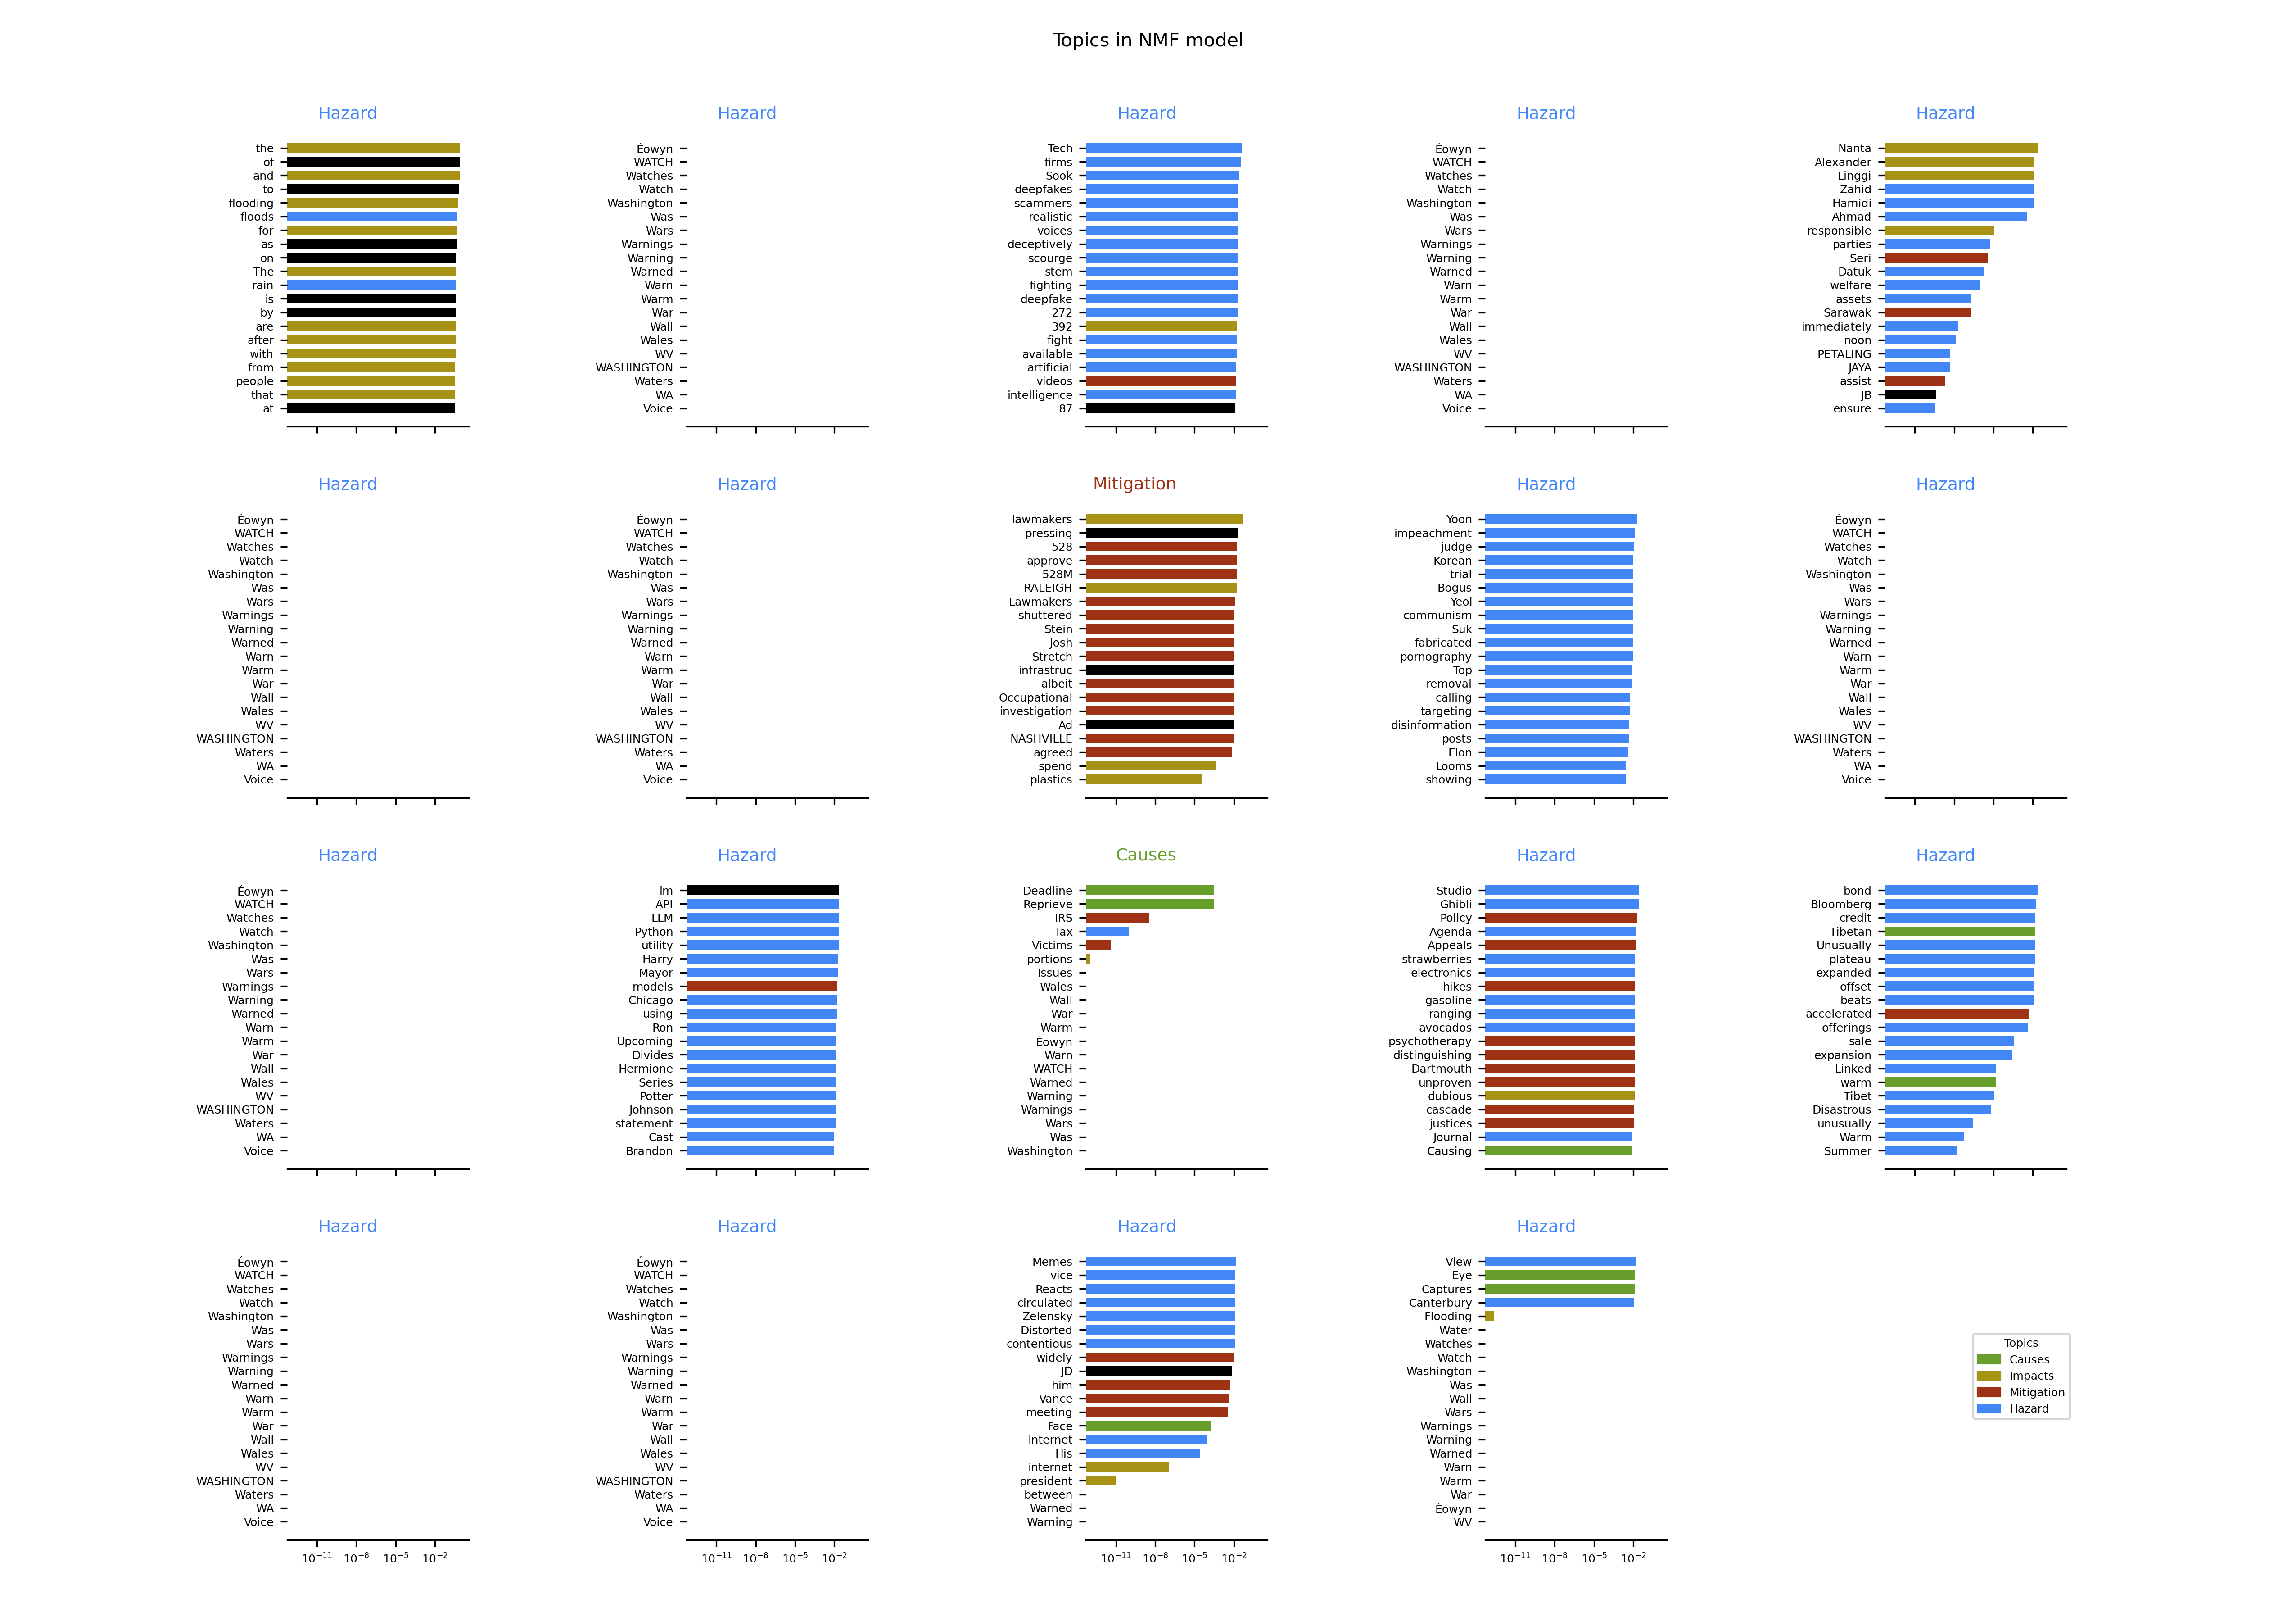 Topics in NMF model
Hazard
the
of
and
to
flooding
floods
for
as
on
The
rain
is
by
are
after
with
from
people
that
at
Hazard
Éowyn
WATCH
Watches
Watch
Washington
Was
Wars
Warnings
Warning
Warned
Warn
Warm
War
Wall
Wales
WV
WASHINGTON
Waters
WA
Voice
Hazard
Tech
firms
Sook
deepfakes
scammers
realistic
voices
deceptively
scourge
stem
fighting
deepfake
272
392
fight
available
artificial
videos
intelligence
87
Hazard
Éowyn
WATCH
Watches
Watch
Washington
Was
Wars
Warnings
Warning
Warned
Warn
Warm
War
Wall
Wales
WV
WASHINGTON
Waters
WA
Voice
Hazard
Nanta
Alexander
Linggi
Zahid
Hamidi
Ahmad
responsible
parties
Seri
Datuk
welfare
assets
Sarawak
immediately
noon
PETALING
JAYA
assist
JB
ensure
Hazard
Éowyn
WATCH
Watches
Watch
Washington
Was
Wars
Warnings
Warning
Warned
Warn
Warm
War
Wall
Wales
WV
WASHINGTON
Waters
WA
Voice
Hazard
Éowyn
WATCH
Watches
Watch
Washington
Was
Wars
Warnings
Warning
Warned
Warn
Warm
War
Wall
Wales
WV
WASHINGTON
Waters
WA
Voice
Mitigation
lawmakers
pressing
528
approve
528M
RALEIGH
Lawmakers
shuttered
Stein
Josh
Stretch
infrastruc
albeit
Occupational
investigation
Ad
NASHVILLE
agreed
spend
plastics
Hazard
Yoon
impeachment
judge
Korean
trial
Bogus
Yeol
communism
Suk
fabricated
pornography
Top
removal
calling
targeting
disinformation
posts
Elon
Looms
showing
Hazard
Éowyn
WATCH
Watches
Watch
Washington
Was
Wars
Warnings
Warning
Warned
Warn
Warm
War
Wall
Wales
WV
WASHINGTON
Waters
WA
Voice
Hazard
Éowyn
WATCH
Watches
Watch
Washington
Was
Wars
Warnings
Warning
Warned
Warn
Warm
War
Wall
Wales
WV
WASHINGTON
Waters
WA
Voice
Hazard
API
LLM
Python
utility
Harry
Mayor
models
Chicago
using
Ron
Upcoming
Divides
Hermione
Series
Potter
Johnson
statement
Cast
Brandon
Causes
Deadline
Reprieve
IRS
Tax
Victims
portions
Issues
Wales
Wall
War
Warm
Éowyn
Warn
WATCH
Warned
Warning
Warnings
Wars
Was
Washington
Hazard
Studio
Ghibli
Policy
Agenda
Appeals
strawberries
electronics
hikes
gasoline
ranging
avocados
psychotherapy
distinguishing
Dartmouth
unproven
dubious
cascade
justices
Journal
Causing
Hazard
bond
Bloomberg
credit
Tibetan
Unusually
plateau
expanded
offset
beats
accelerated
offerings
sale
expansion
Linked
warm
Tibet
Disastrous
unusually
Warm
Summer
Hazard
Éowyn
WATCH
Watches
Watch
Washington
Was
Wars
Warnings
Warning
Warned
Warn
Warm
War
Wall
Wales
WV
WASHINGTON
Waters
WA
Voice
10⁻¹¹ 10⁻⁸ 10⁻⁵ 10⁻²
Hazard
Éowyn
WATCH
Watches
Watch
Washington
Was
Wars
Warnings
Warning
Warned
Warn
Warm
War
Wall
Wales
WV
WASHINGTON
Waters
WA
Voice
10⁻¹¹ 10⁻⁸ 10⁻⁵ 10⁻²
Hazard
Memes
vice
Reacts
circulated
Zelensky
Distorted
contentious
widely
JD
him
Vance
meeting
Face
Internet
His
internet
president
between
Warned
Warning
10⁻¹¹ 10⁻⁸ 10⁻⁵ 10⁻²
Hazard
View
Eye
Captures
Canterbury
Flooding
Water
Watches
Watch
Washington
Was
Wall
Wars
Warnings
Warning
Warned
Warn
Warm
War
Éowyn
WV
10⁻¹¹ 10⁻⁸ 10⁻⁵ 10⁻²
Topics
Causes
Impacts
Mitigation
Hazard